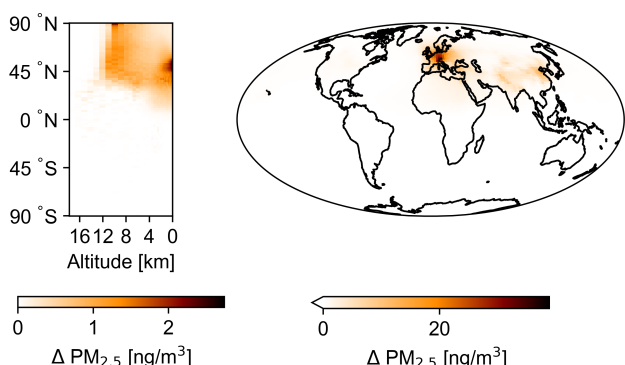 90 °N
45 °N
0 °N
45 °S
90 °S
16 12 8 4 0
Altitude [km]
0 1 2
Δ PM2.5 [ng/m³]
0 20
Δ PM2.5 [ng/m³]